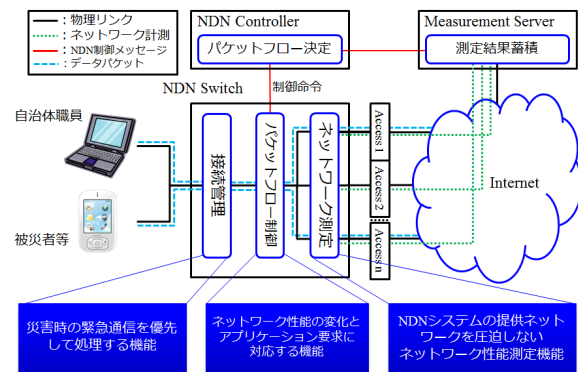 ：物理リンク
：ネットワーク計測
：NDN制御メッセージ
：データパケット
NDN Controller
パケットフロー決定
Measurement Server
測定結果蓄積
制御命令
NDN Switch
自治体職員
被災者等
接続管理
パケットフロー制御
ネットワーク測定
Access 1
Access 2
Access n
Internet
災害時の緊急通信を優先
して処理する機能
ネットワーク性能の変化と
アプリケーション要求に
対応する機能
NDNシステムの提供ネット
ワークを圧迫しない
ネットワーク性能測定機能